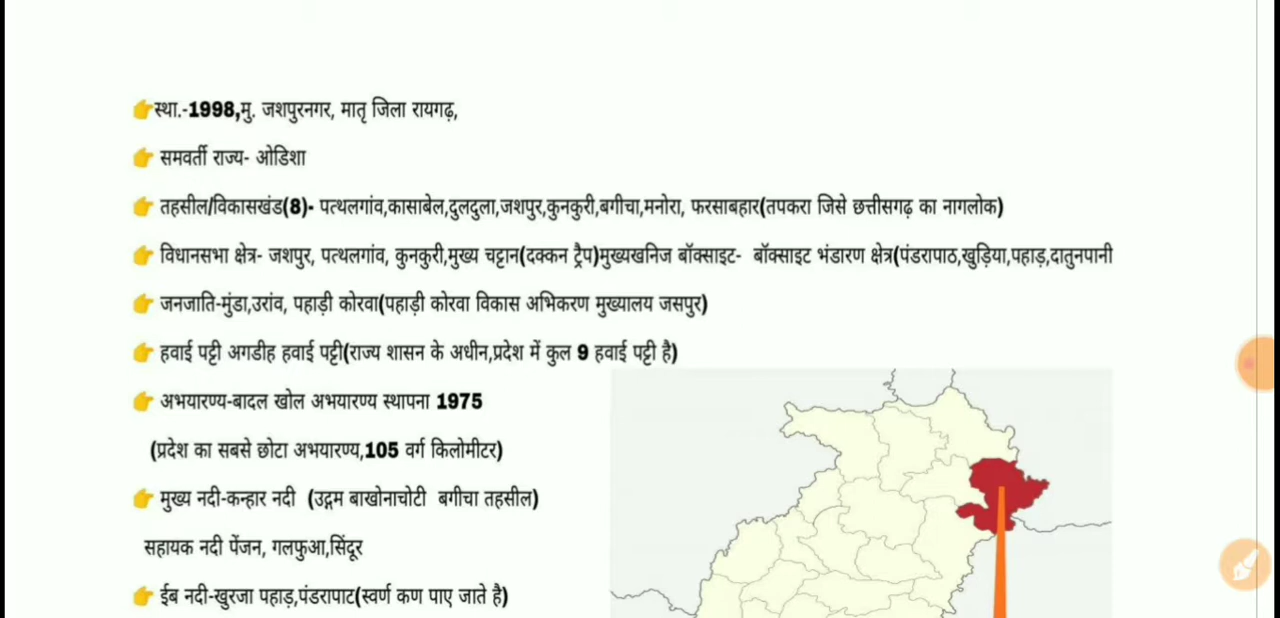 👉स्था.-1998,मु. जशपुरनगर, मातृ जिला रायगढ़,
👉 समवर्ती राज्य- ओडिशा
👉 तहसील/विकासखंड(8)- पत्थलगांव,कासाबेल,दुलदुला,जशपुर,कुनकुरी,बगीचा,मनोरा, फरसाबहार(तपकरा जिसे छत्तीसगढ़ का नागलोक)
👉 विधानसभा क्षेत्र- जशपुर, पत्थलगांव, कुनकुरी,मुख्य चट्टान(दक्कन ट्रैप)मुख्यखनिज बॉक्साइट- बॉक्साइट भंडारण क्षेत्र(पंडरापाठ,खुड़िया,पहाड़,दातुनपानी
👉 जनजाति-मुंडा,उरांव, पहाड़ी कोरवा(पहाड़ी कोरवा विकास अभिकरण मुख्यालय जसपुर)
👉 हवाई पट्टी अगडीह हवाई पट्टी(राज्य शासन के अधीन,प्रदेश में कुल 9 हवाई पट्टी है)
👉 अभयारण्य-बादल खोल अभयारण्य स्थापना 1975
(प्रदेश का सबसे छोटा अभयारण्य,105 वर्ग किलोमीटर)
👉 मुख्य नदी-कन्हार नदी (उद्गम बाखोनाचोटी बगीचा तहसील)
सहायक नदी पेंजन, गलफुआ,सिंदूर
👉 ईब नदी-खुरजा पहाड़,पंडरापाट(स्वर्ण कण पाए जाते है)